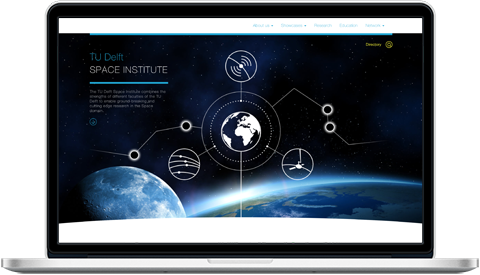 About us Showcases Research Education Network
Directory
TU Delft
SPACE INSTITUTE
The TU Delft Space Institute combines the
strengths of different faculties of the TU
Delft to enable ground breaking and
cutting edge research in the Space
domain.